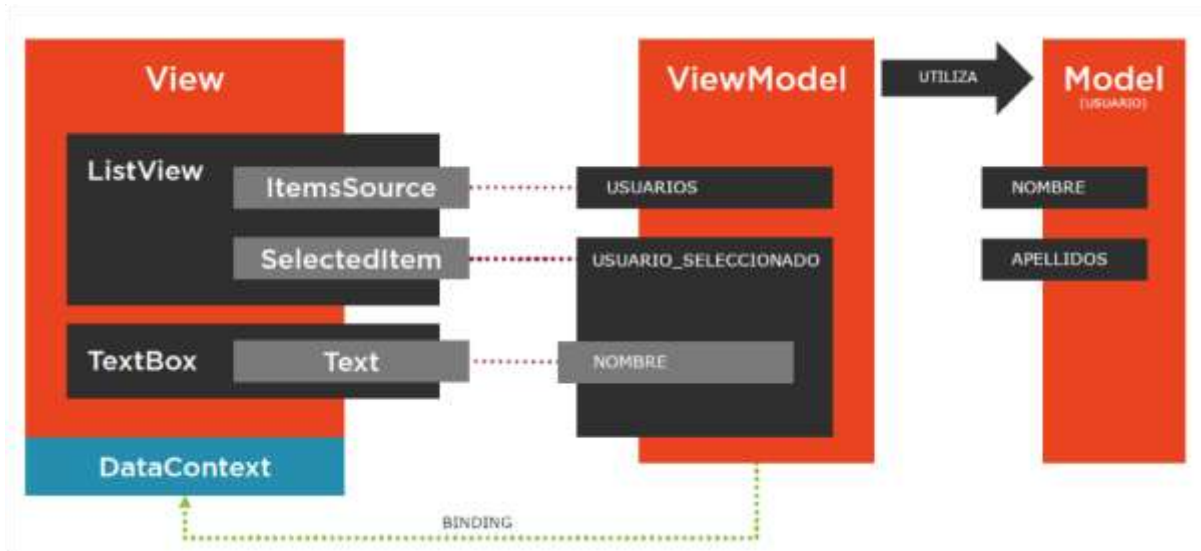 View
ViewModel
UTILIZA
Model
(USUARIO)
ListView
ItemsSource
USUARIOS
NOMBRE
SelectedItem
USUARIO_SELECCIONADO
APELLIDOS
TextBox
Text
NOMBRE
DataContext
BINDING